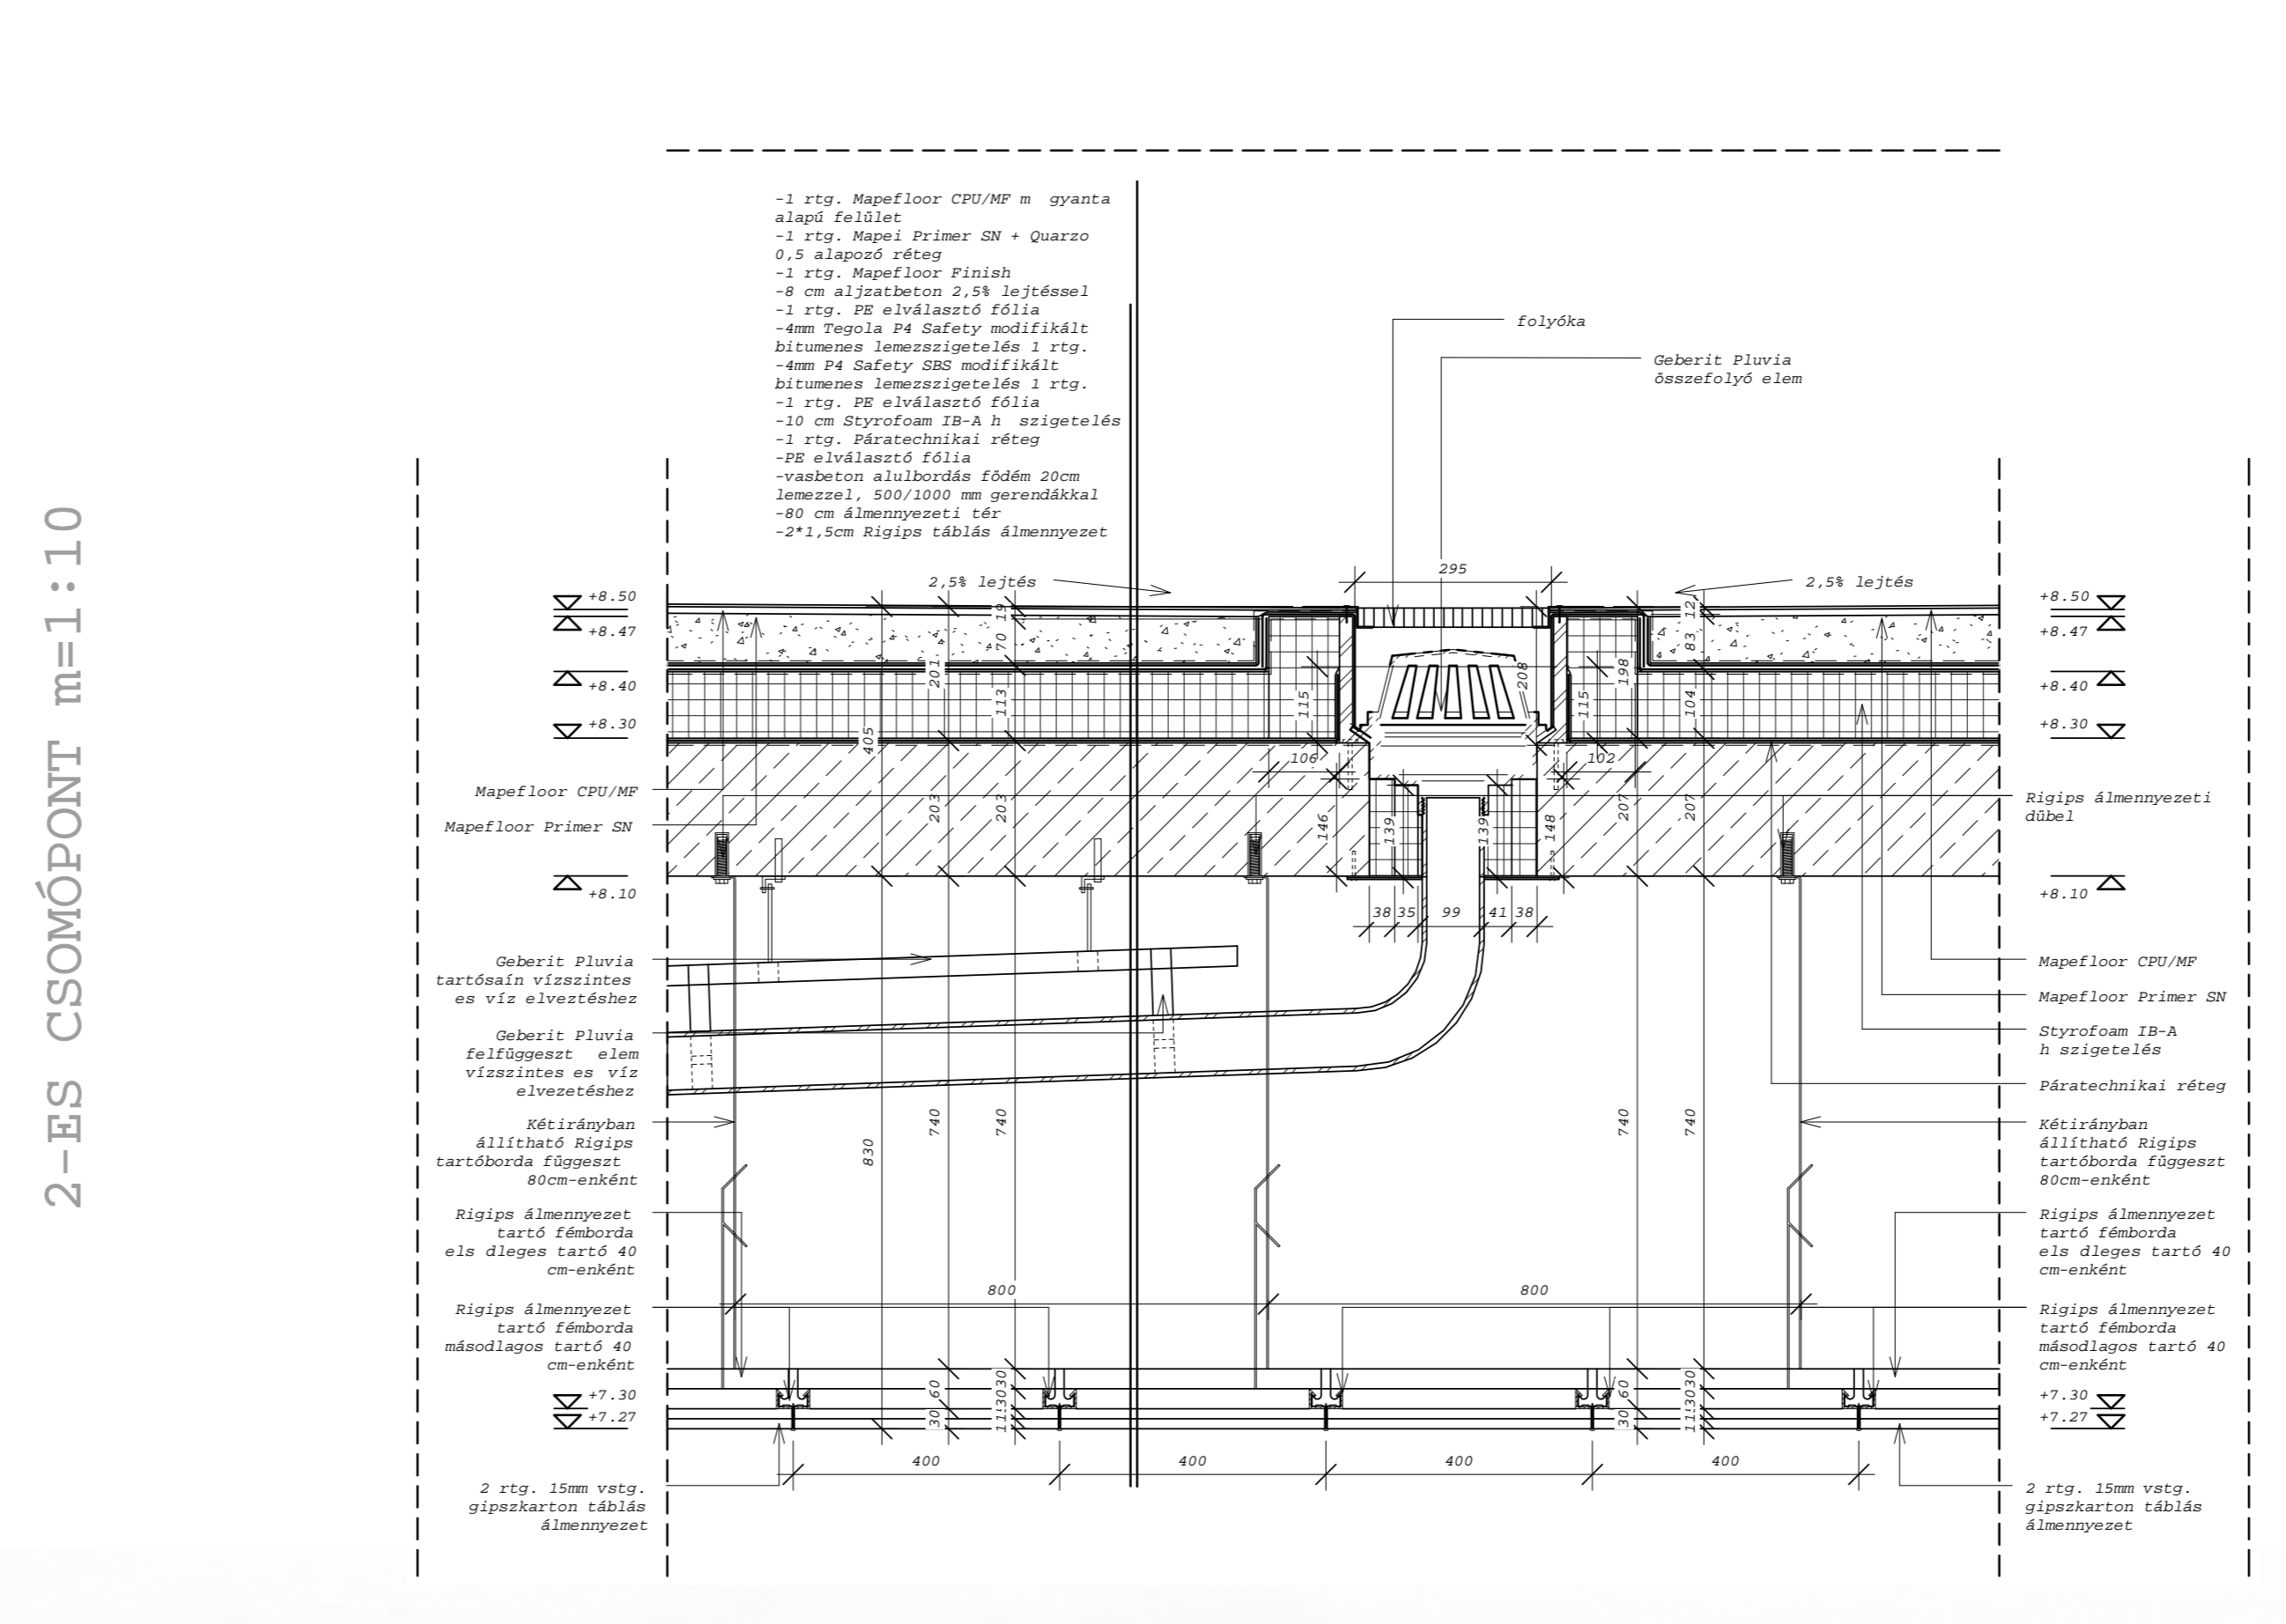 2-ES CSOMÓPONT m=1:10
-1 rtg. Mapefloor CPU/MF m gyanta
alapú felület
-1 rtg. Mapei Primer SN + Quarzo
0,5 alapozó réteg
-1 rtg. Mapefloor Finish
-8 cm aljzatbeton 2,5% lejtéssel
-1 rtg. PE elválasztó fólia
-4mm Tegola P4 Safety modifikált
bitumenes lemezszigetelés 1 rtg.
-4mm P4 Safety SBS modifikált
bitumenes lemezszigetelés 1 rtg.
-1 rtg. PE elválasztó fólia
-10 cm Styrofoam IB-A h szigetelés
-1 rtg. Páratechnikai réteg
-PE elválasztó fólia
-vasbeton alulbordás födém 20cm
lemezzel, 500/1000 mm gerendákkal
-80 cm álmennyezeti tér
-2*1,5cm Rigips táblás álmennyezet
folyóka
Geberit Pluvia
összefolyó elem
2,5% lejtés
295
2,5% lejtés
+8.50
+8.47
+8.40
+8.30
+8.10
+7.30
+7.27
Mapefloor CPU/MF
Mapefloor Primer SN
Geberit Pluvia
tartósaín vízszintes
es víz elveztéshez
Geberit Pluvia
felfüggeszt elem
vízszintes es víz
elvezetéshez
Kétirányban
állítható Rigips
tartóborda függeszt
80cm-enként
Rigips álmennyezet
tartó fémborda
els dleges tartó 40
cm-enként
Rigips álmennyezet
tartó fémborda
másodlagos tartó 40
cm-enként
2 rtg. 15mm vstg.
gipszkarton táblás
álmennyezet
405
830
201
203
740
60
30
19
70
113
203
740
30
30
115
106
146
139
208
139
148
115
102
38 35 99 41 38
198
207
740
60
30
12
83
104
207
740
30
30
800
800
400
400
400
400
+8.50
+8.47
+8.40
+8.30
+8.10
+7.30
+7.27
Rigips álmennyezeti
dübel
Mapefloor CPU/MF
Mapefloor Primer SN
Styrofoam IB-A
h szigetelés
Páratechnikai réteg
Kétirányban
állítható Rigips
tartóborda függeszt
80cm-enként
Rigips álmennyezet
tartó fémborda
els dleges tartó 40
cm-enként
Rigips álmennyezet
tartó fémborda
másodlagos tartó 40
cm-enként
2 rtg. 15mm vstg.
gipszkarton táblás
álmennyezet